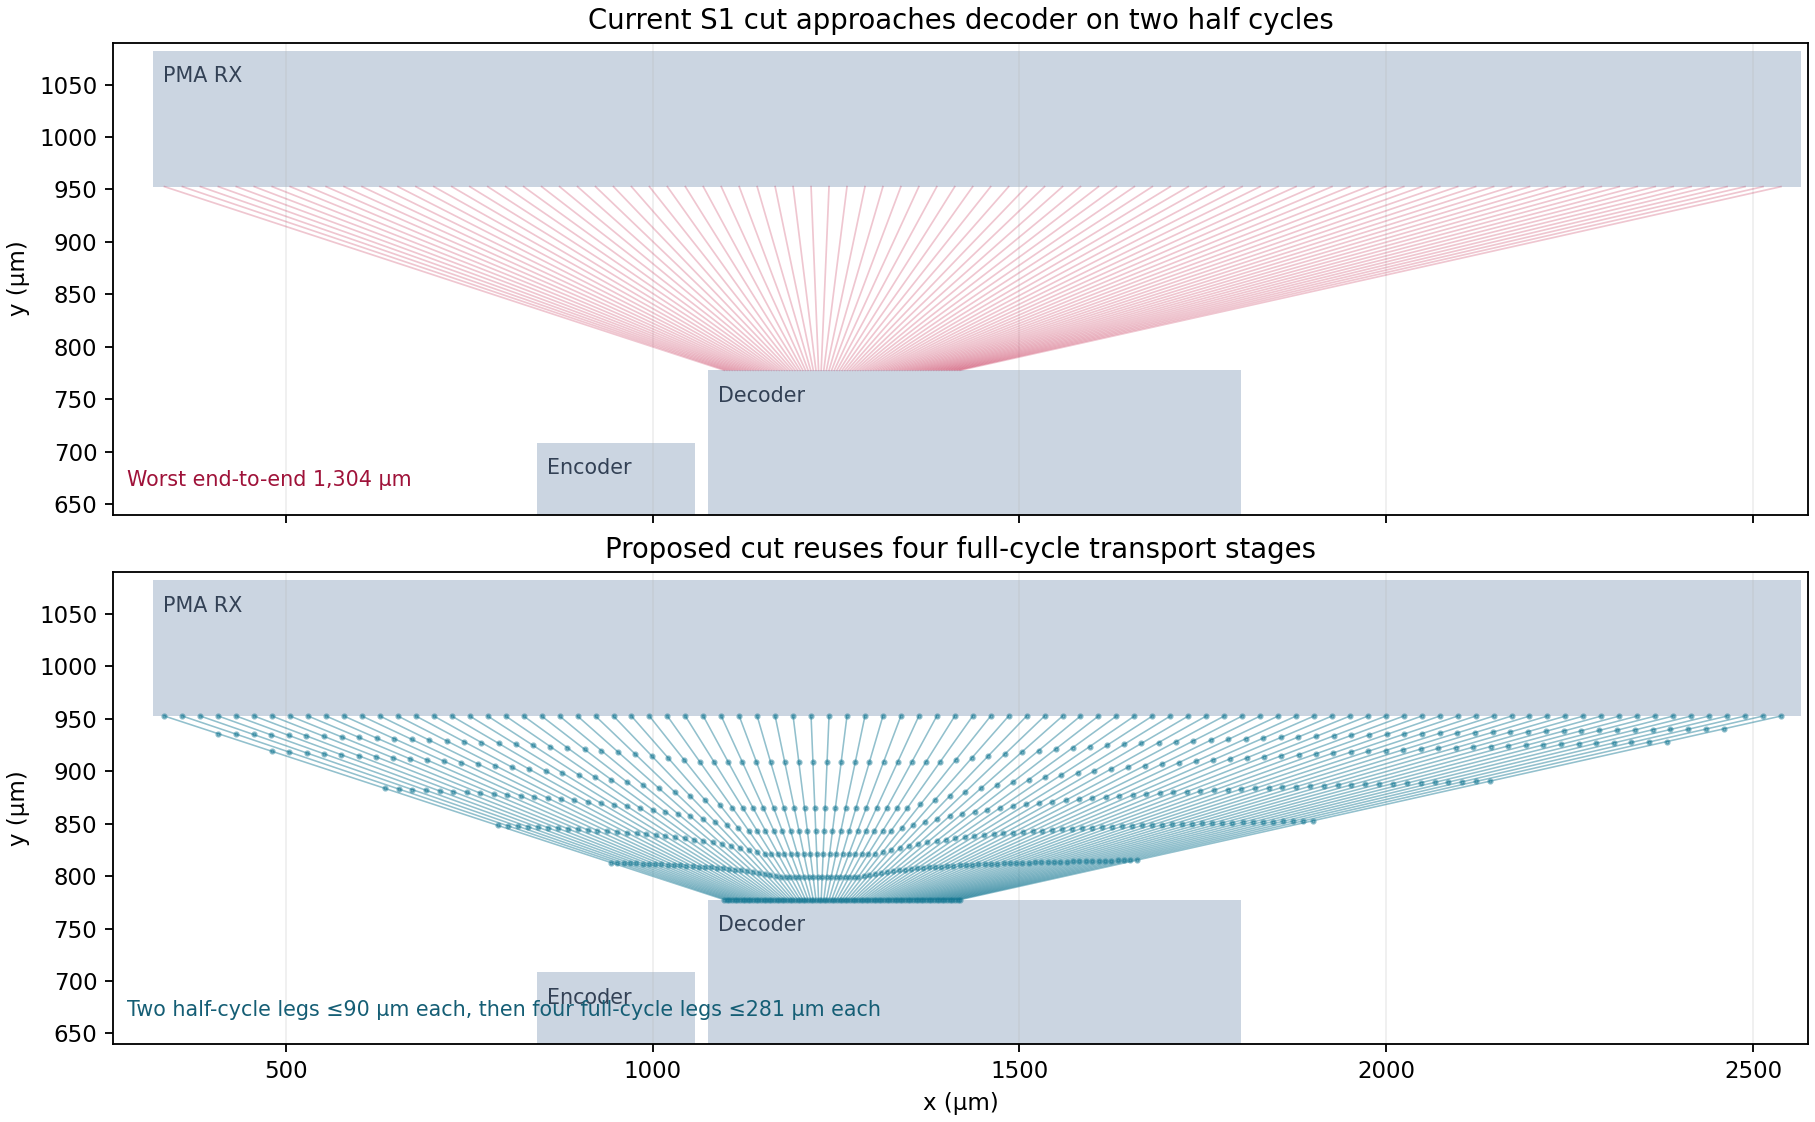 Current S1 cut approaches decoder on two half cycles
PMA RX
1050
1000
950
900
850
800
750
700
650
y (µm)
Decoder
Encoder
Worst end-to-end 1,304 µm
Proposed cut reuses four full-cycle transport stages
PMA RX
1050
1000
950
900
850
800
750
700
650
y (µm)
Decoder
Encoder
Two half-cycle legs ≤90 µm each, then four full-cycle legs ≤281 µm each
500
1000
1500
2000
2500
x (µm)